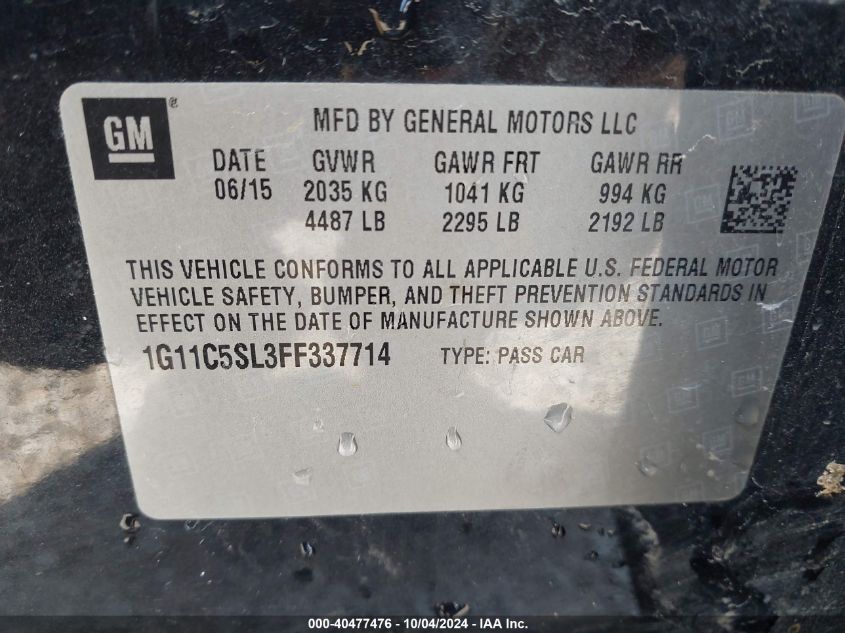 GM®
MFD BY GENERAL MOTORS LLC
DATE GVWR GAWR FRT GAWR RR
06/15 2035 KG 1041 KG 994 KG
4487 LB 2295 LB 2192 LB
THIS VEHICLE CONFORMS TO ALL APPLICABLE U.S. FEDERAL MOTOR
VEHICLE SAFETY, BUMPER, AND THEFT PREVENTION STANDARDS IN
EFFECT ON THE DATE OF MANUFACTURE SHOWN ABOVE.
1G11C5SL3FF337714 TYPE: PASS CAR
000-40477476 - 10/04/2024 - IAA Inc.